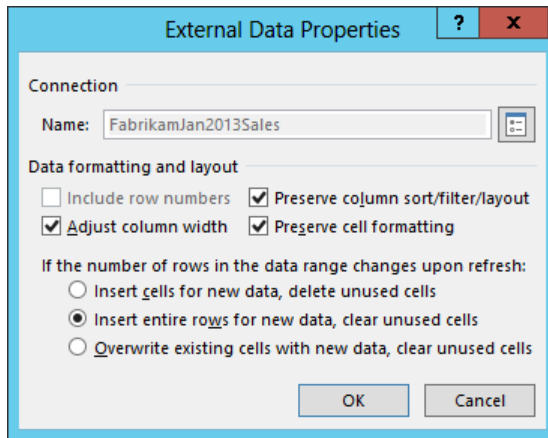 External Data Properties ? x
Connection
Name: FabrikamJan2013Sales
Data formatting and layout
Include row numbers Preserve column sort/filter/layout
Adjust column width Preserve cell formatting
If the number of rows in the data range changes upon refresh:
Insert cells for new data, delete unused cells
Insert entire rows for new data, clear unused cells
Overwrite existing cells with new data, clear unused cells
OK Cancel